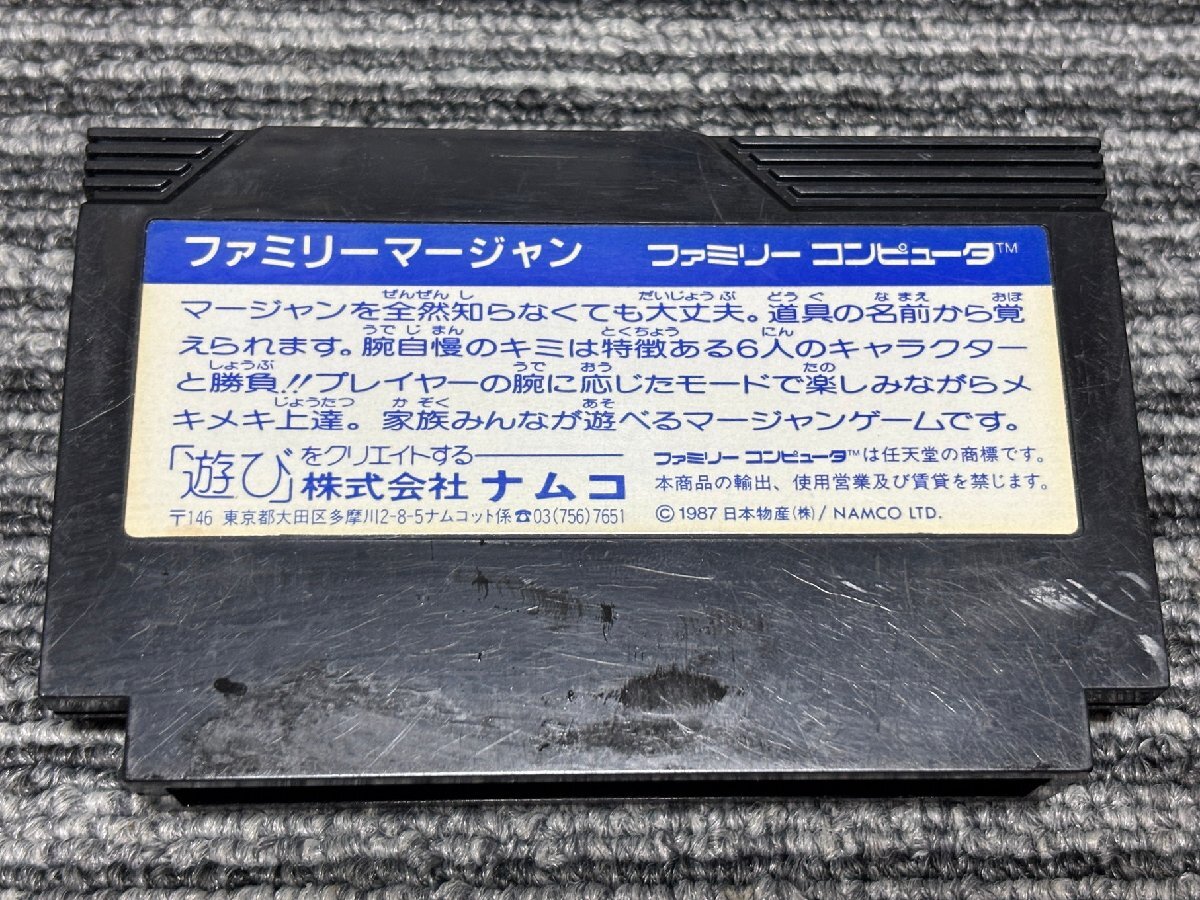 ファミリーマージャン ファミリー コンピュータ™
マージャンを全然知らなくても大丈夫。道具の名前から覚
えられます。腕自慢のキミは特徴ある6人のキャラクター
と勝負!!プレイヤーの腕に応じたモードで楽しみながらメ
キメキ上達。家族みんなが遊べるマージャンゲームです。
「遊び」をクリエイトする
株式会社 ナムコ
〒146 東京都大田区多摩川2-8-5ナムコット係☎03(756)7651
ファミリー コンピュータ™は任天堂の商標です。
本商品の輸出、使用営業及び賃貸を禁じます。
©1987 日本物産(株)/ NAMCO LTD.